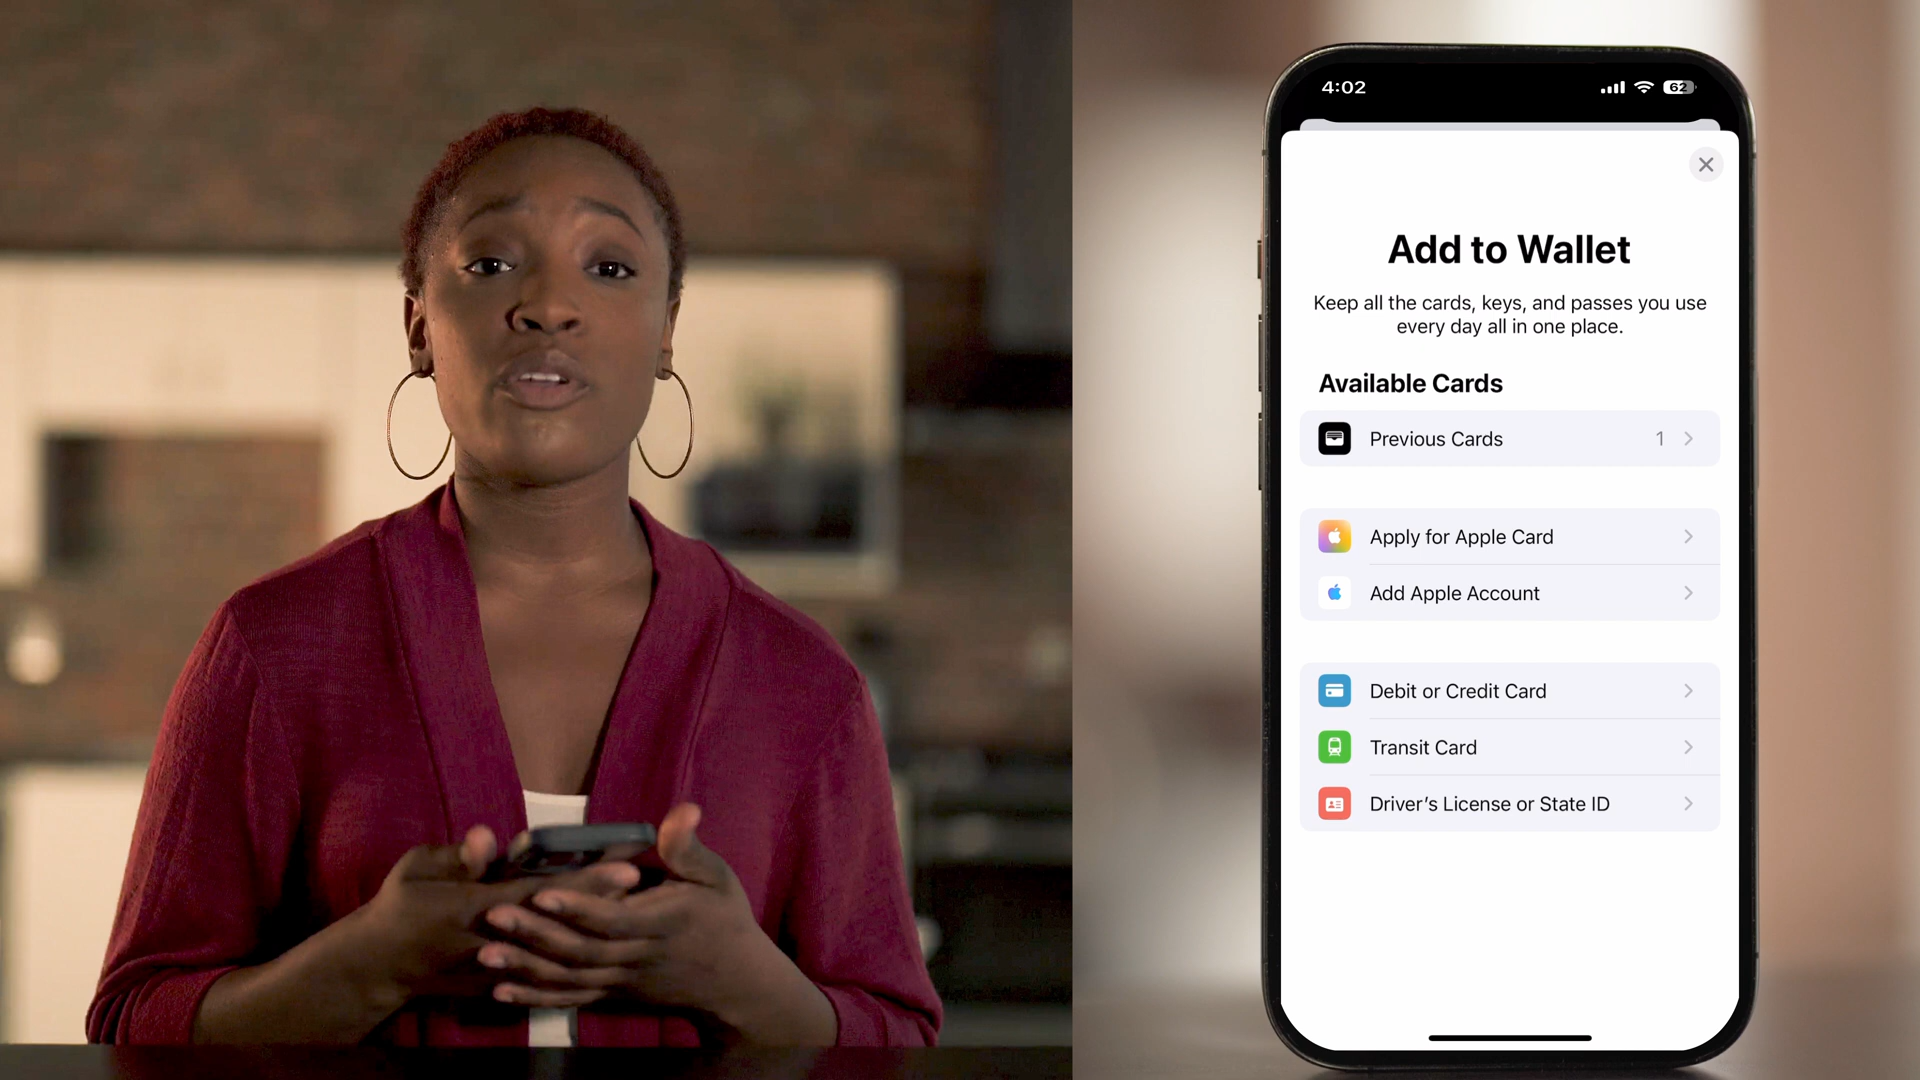 4:02
62
Add to Wallet
Keep all the cards, keys, and passes you use
every day all in one place.
Available Cards
Previous Cards 1
Apply for Apple Card
Add Apple Account
Debit or Credit Card
Transit Card
Driver’s License or State ID